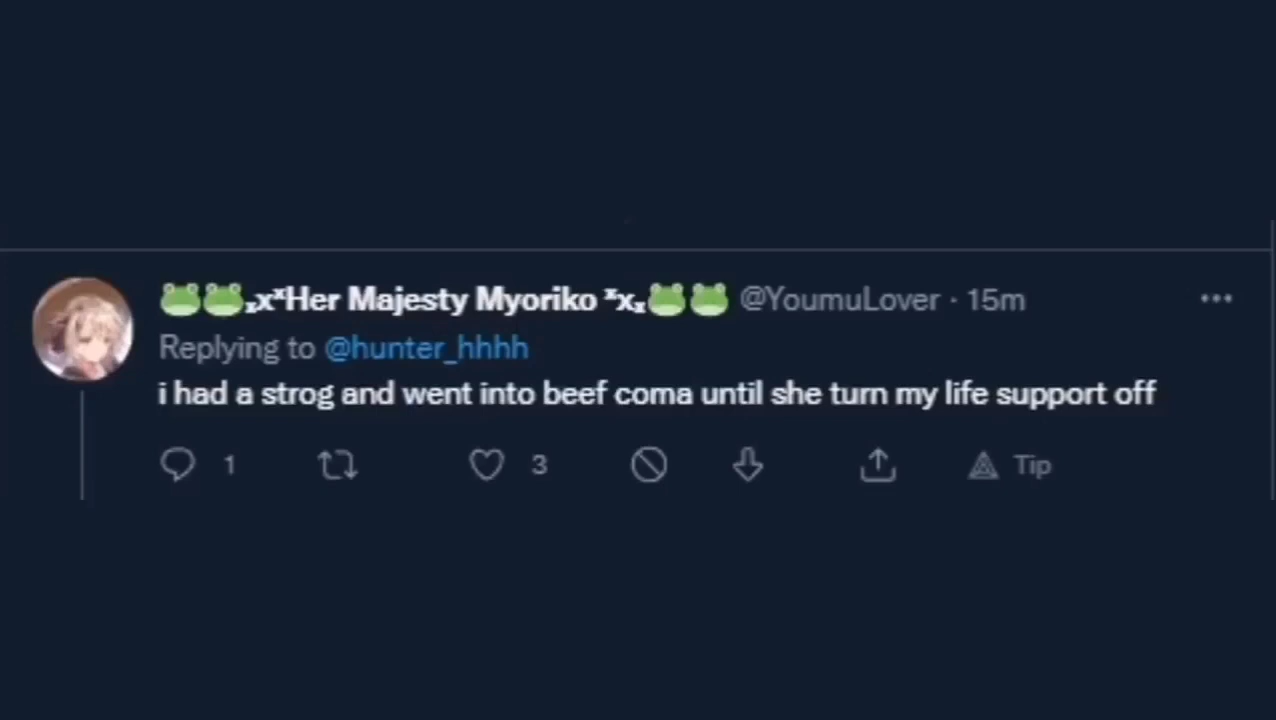 🐸🐸ₓx*Her Majesty Myoriko *xₓ🐸🐸 @YoumuLover · 15m
Replying to @hunter_hhhh
i had a strog and went into beef coma until she turn my life support off
1 3 Tip